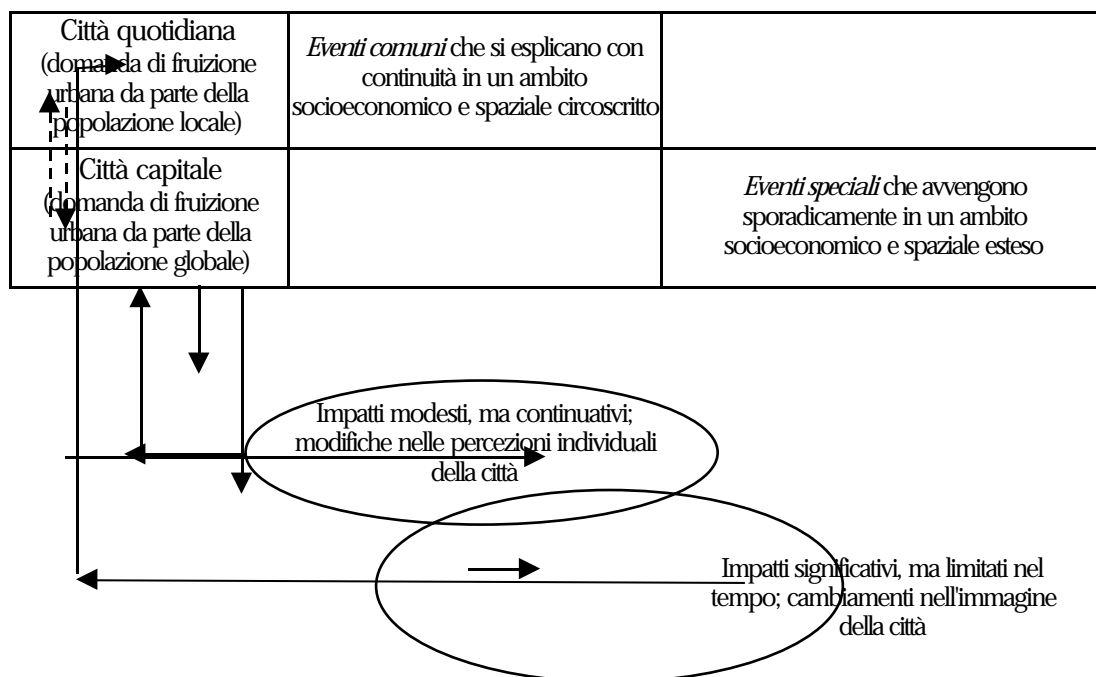 Città quotidiana
(domanda di fruizione
urbana da parte della
popolazione locale)
Eventi comuni che si esplicano con
continuità in un ambito
socioeconomico e spaziale circoscritto
Città capitale
(domanda di fruizione
urbana da parte della
popolazione globale)
Eventi speciali che avvengono
sporadicamente in un ambito
socioeconomico e spaziale esteso
Impatti modesti, ma continuativi;
modifiche nelle percezioni individuali
della città
Impatti significativi, ma limitati nel
tempo; cambiamenti nell'immagine
della città